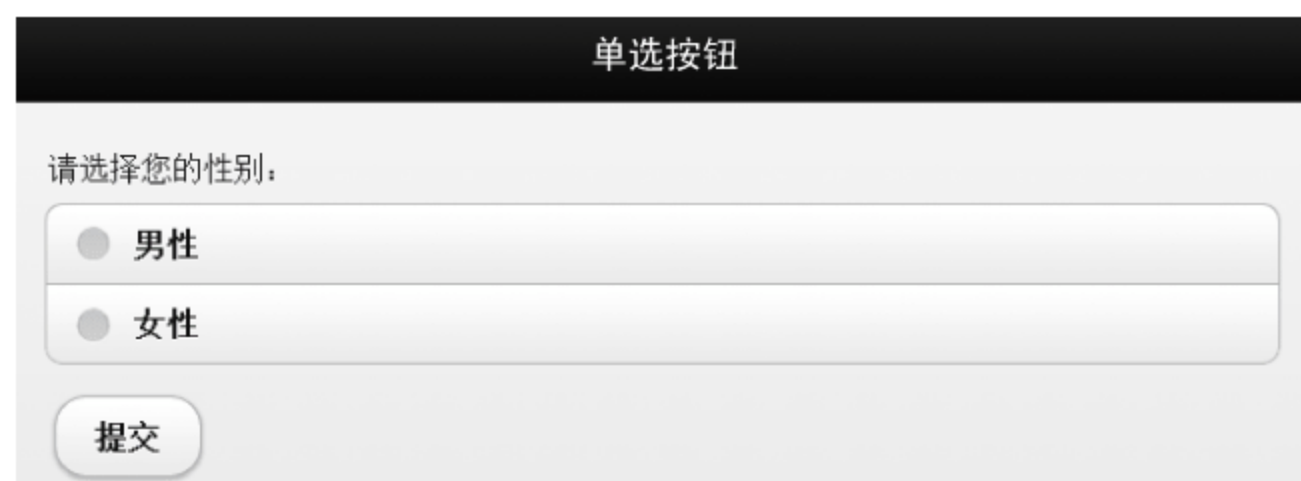 单选按钮
请选择您的性别：
男性
女性
提交